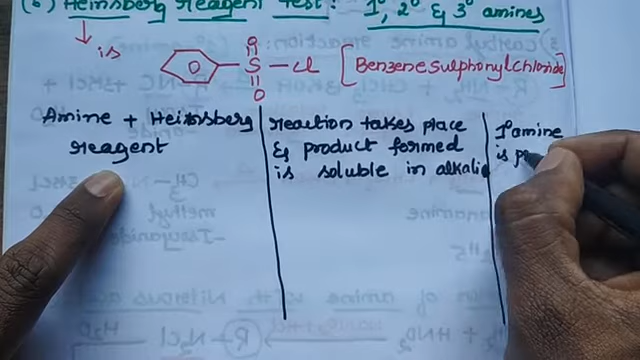 (6) Heinsberg Reagent Test: 1°, 2° & 3° amines
is
O
S — Cl [Benzenesulphonylchloride]
O
Amine + Heinsberg
reagent
reaction takes place
& product formed
is soluble in alkali
1° amine
is p